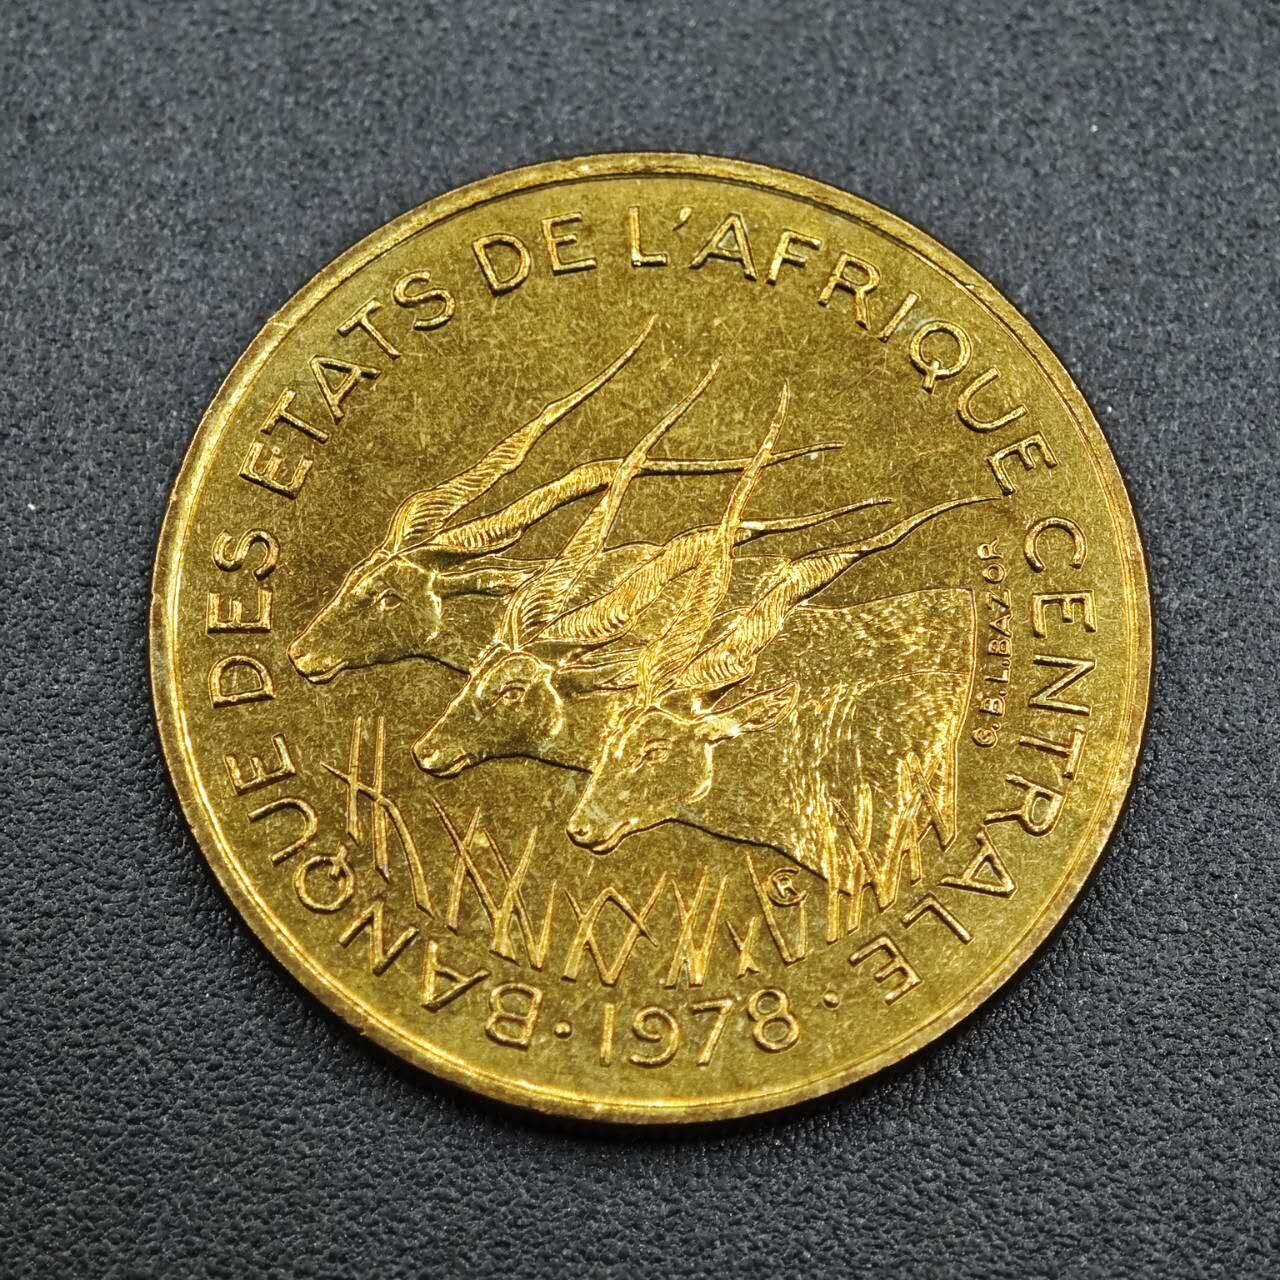 BANQUE DES ETATS DE L'AFRIQUE CENTRALE
· 1978 ·
G.B.L.BAZOR